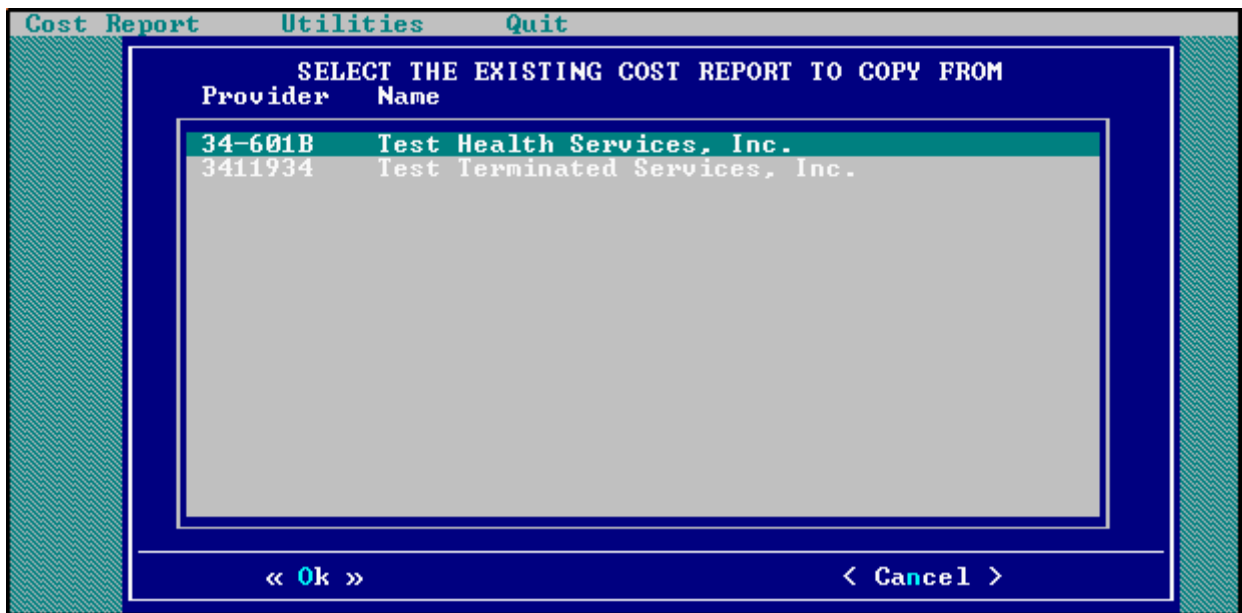 Cost Report Utilities Quit
SELECT THE EXISTING COST REPORT TO COPY FROM
Provider Name
34-601B Test Health Services, Inc.
3411934 Test Terminated Services, Inc.
« Ok » < Cancel >